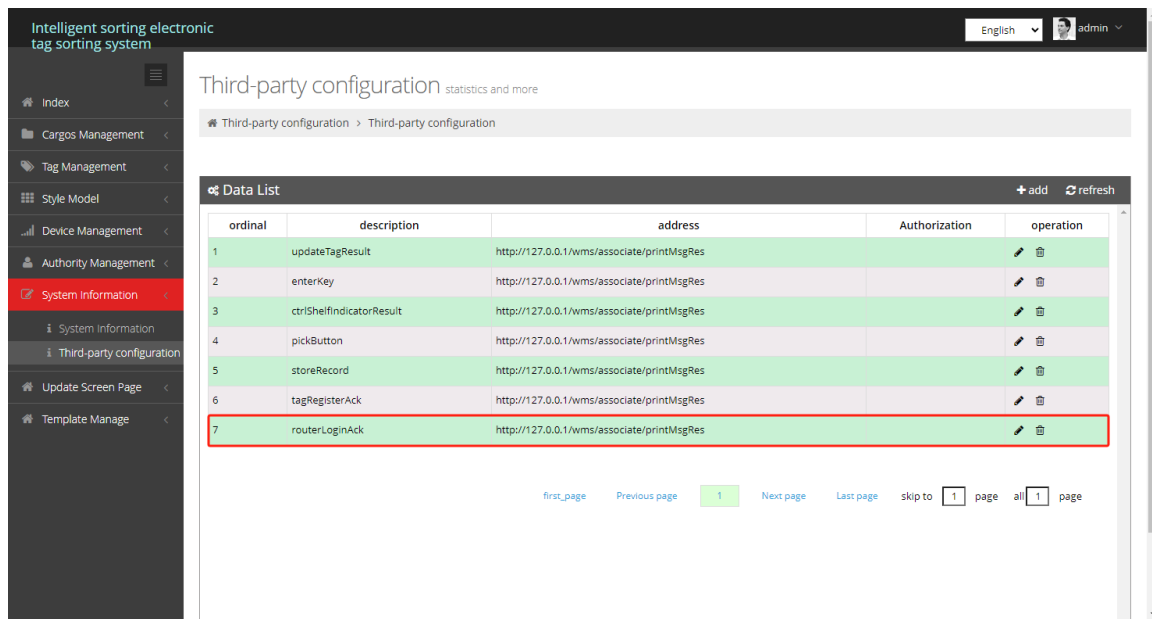 Intelligent sorting electronic
tag sorting system
English
admin
Index
Cargos Management
Tag Management
Style Model
Device Management
Authority Management
System Information
System Information
Third-party configuration
Update Screen Page
Template Manage
Third-party configuration statistics and more
Third-party configuration > Third-party configuration
Data List add refresh
ordinal description address Authorization operation
1 updateTagResult http://127.0.0.1/wms/associate/printMsgRes
2 enterKey http://127.0.0.1/wms/associate/printMsgRes
3 ctrlShelfIndicatorResult http://127.0.0.1/wms/associate/printMsgRes
4 pickButton http://127.0.0.1/wms/associate/printMsgRes
5 storeRecord http://127.0.0.1/wms/associate/printMsgRes
6 tagRegisterAck http://127.0.0.1/wms/associate/printMsgRes
7 routerLoginAck http://127.0.0.1/wms/associate/printMsgRes
first_page Previous page 1 Next page Last page skip to 1 page all 1 page